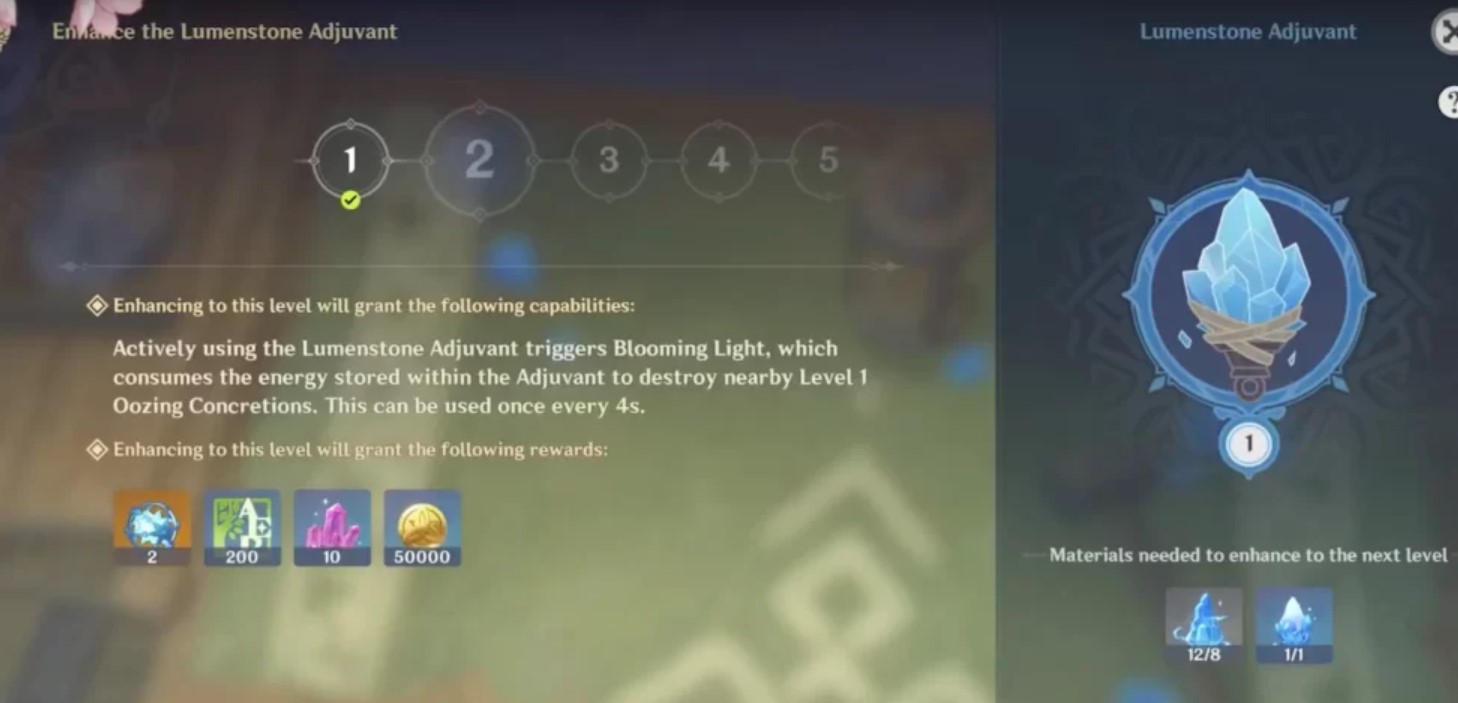 Enhance the Lumenstone Adjuvant
Lumenstone Adjuvant
?
1
2
3
4
5
Enhancing to this level will grant the following capabilities:
Actively using the Lumenstone Adjuvant triggers Blooming Light, which
consumes the energy stored within the Adjuvant to destroy nearby Level 1
Oozing Concretions. This can be used once every 4s.
Enhancing to this level will grant the following rewards:
2
200
10
50000
1
Materials needed to enhance to the next level
12/8
1/1